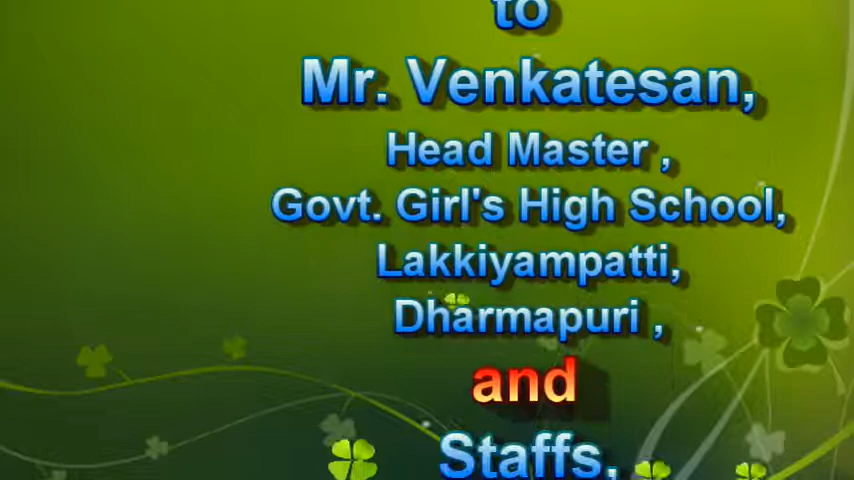 to
Mr. Venkatesan,
Head Master ,
Govt. Girl's High School,
Lakkiyampatti,
Dharmapuri ,
and
Staffs,